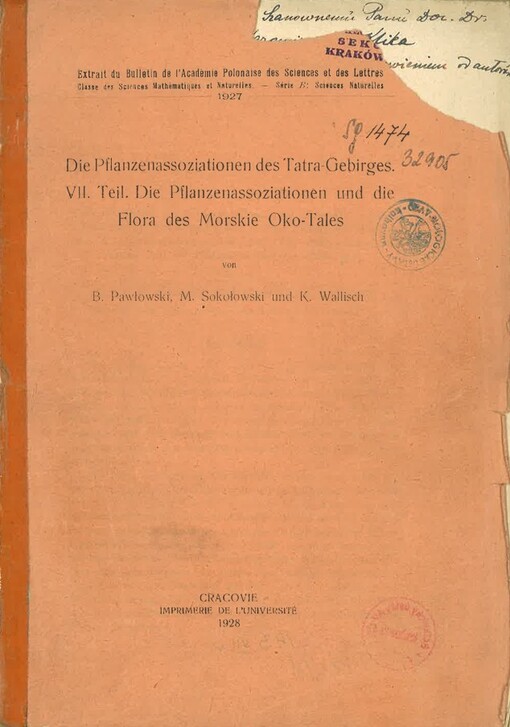 Szanownemu Panu Doc. Dr.
SEK
KRAKÓW
od autorów
Extrait du Bulletin de l'Académie Polonaise des Sciences et des Lettres
Classe des Sciences Mathématiques et Naturelles. — Série B: Sciences Naturelles
1927
Sg 1474
32905
Die Pflanzenassoziationen des Tatra-Gebirges.
VII. Teil. Die Pflanzenassoziationen und die
Flora des Morskie Oko-Tales
von
B. Pawłowski, M. Sokołowski und K. Wallisch
CRACOVIE
IMPRIMERIE DE L'UNIVERSITÉ
1928